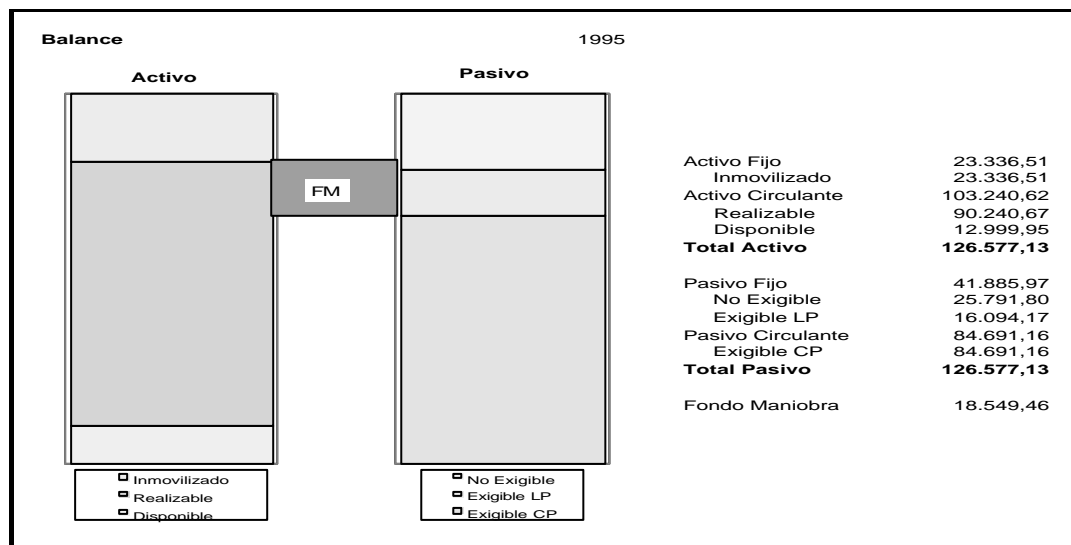 Balance 1995
Activo Pasivo
FM
Inmovilizado
Realizable
Disponible
No Exigible
Exigible LP
Exigible CP
Activo Fijo 23.336,51
Inmovilizado 23.336,51
Activo Circulante 103.240,62
Realizable 90.240,67
Disponible 12.999,95
Total Activo 126.577,13
Pasivo Fijo 41.885,97
No Exigible 25.791,80
Exigible LP 16.094,17
Pasivo Circulante 84.691,16
Exigible CP 84.691,16
Total Pasivo 126.577,13
Fondo Maniobra 18.549,46